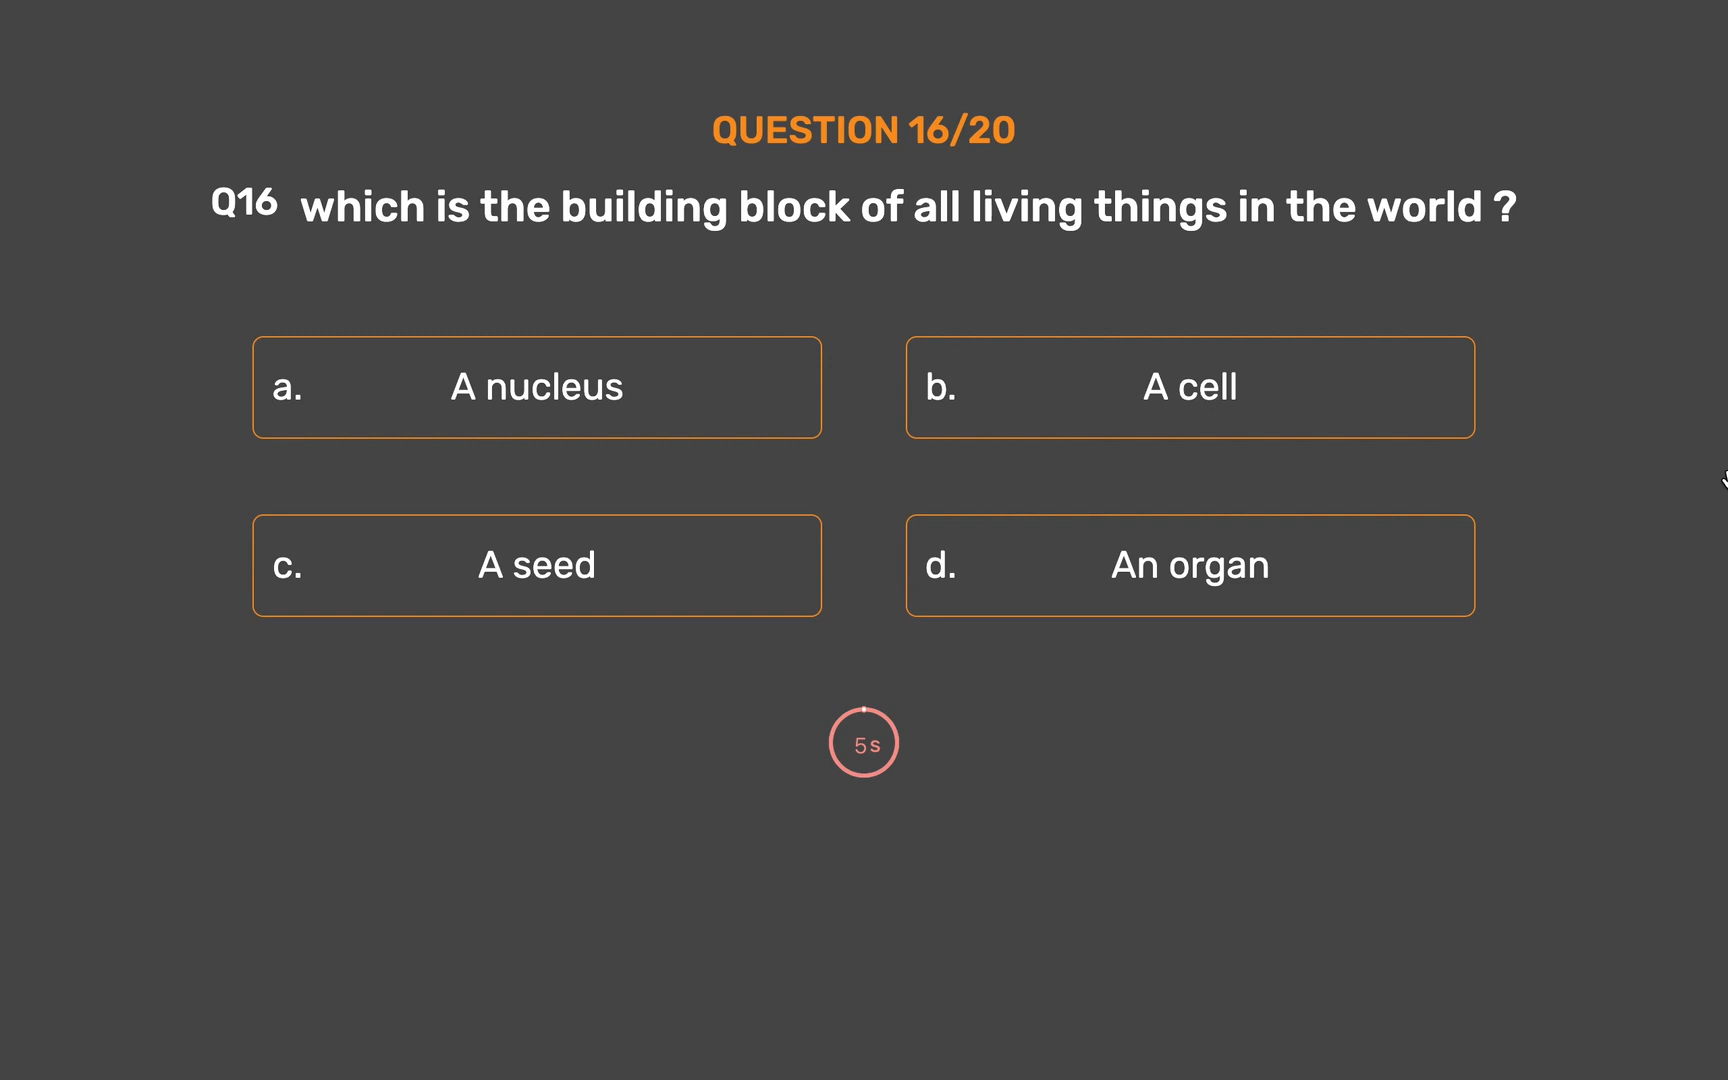 QUESTION 16/20
Q16 which is the building block of all living things in the world ?
a. A nucleus
b. A cell
c. A seed
d. An organ
5s